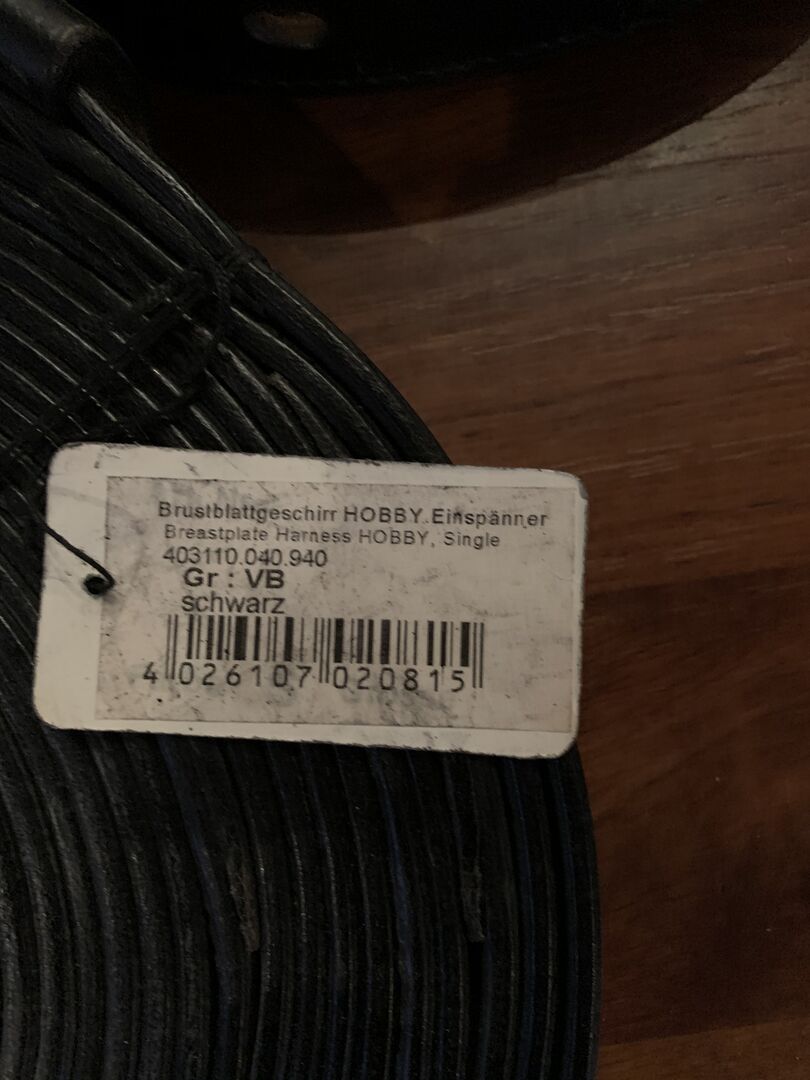 Brustblattgeschirr HOBBY, Einspänner
Breastplate Harness HOBBY, Single
403110.040.940
Gr : VB
schwarz
4 026107 020815